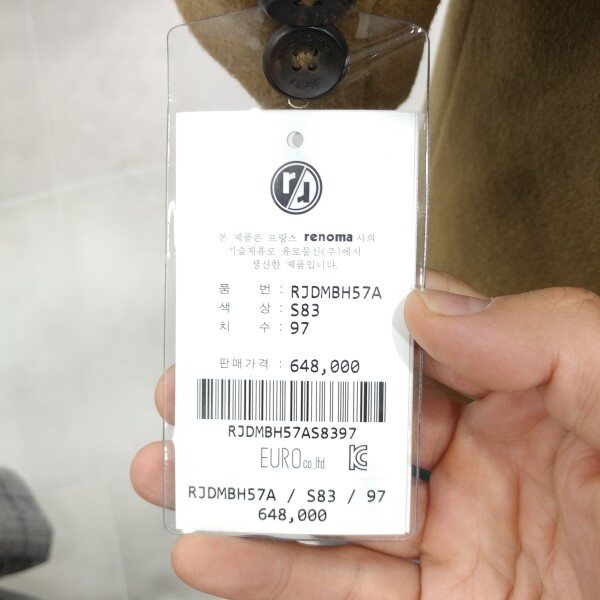 본 제품은 프랑스 renoma 사의
기술제휴로 유로물산(주)에서
생산한 제품입니다.
품 번 : RJDMBH57A
색 상 : S83
치 수 : 97
판매가격 : 648,000
RJDMBH57AS8397
EURO co.,ltd.
RJDMBH57A / S83 / 97
648,000